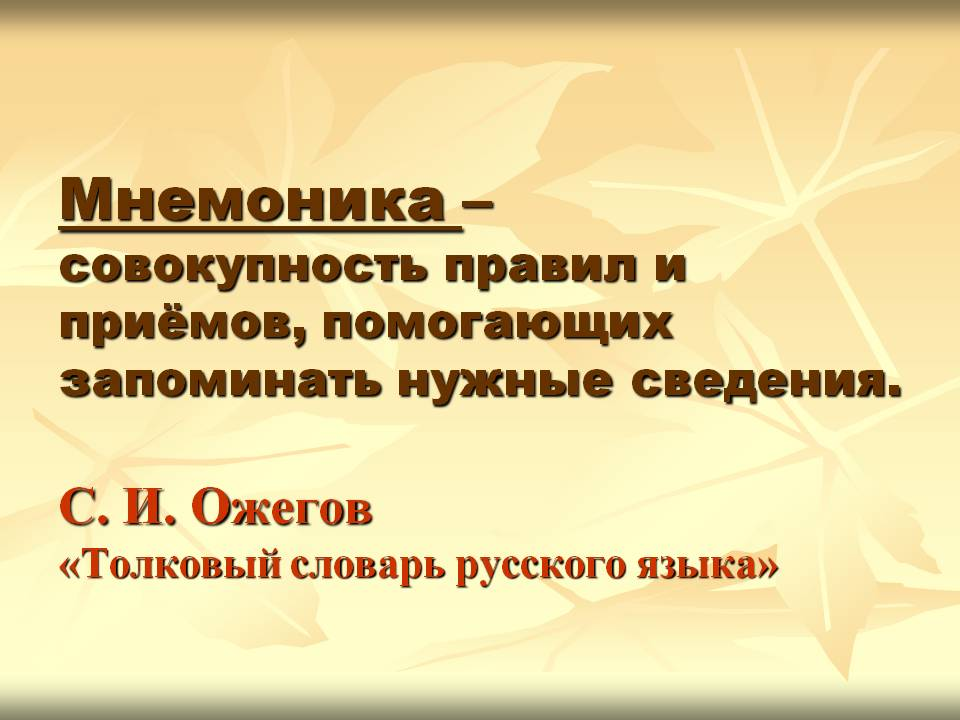 Мнемоника –
совокупность правил и
приёмов, помогающих
запоминать нужные сведения.
С. И. Ожегов
«Толковый словарь русского языка»